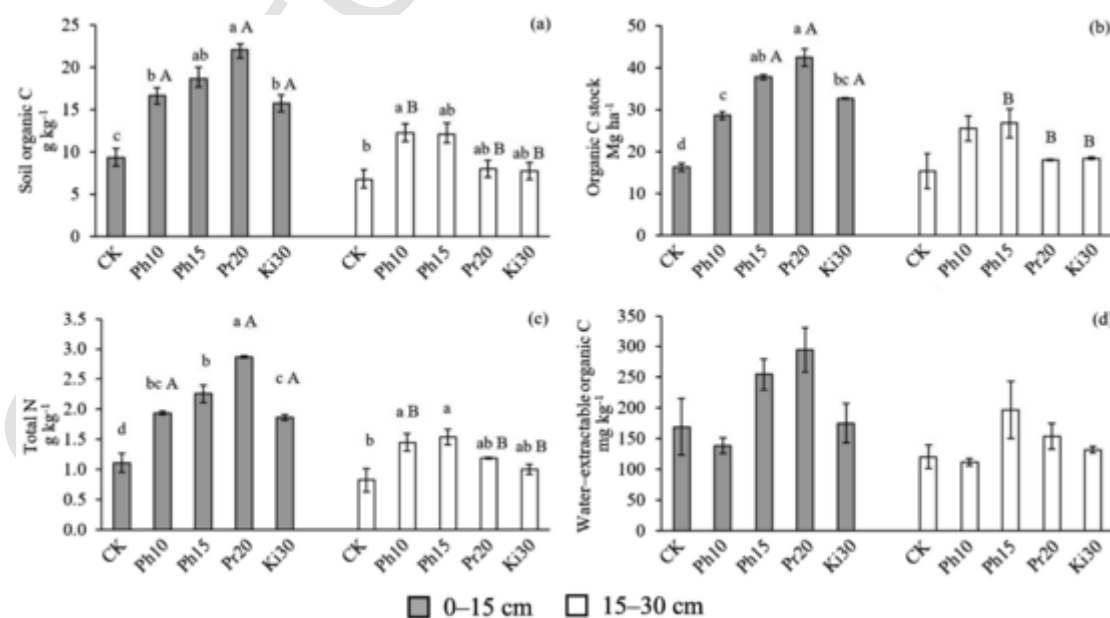 (a)
Soil organic C
g kg⁻¹
25
20
15
10
5
0
c
b A
ab
a A
b A
b
a B
ab
ab B
ab B
CK
Ph10
Ph15
Pr20
Ki30
CK
Ph10
Ph15
Pr20
Ki30
(b)
Organic C stock
Mg ha⁻¹
50
40
30
20
10
0
d
c
ab A
a A
bc A
B
B
B
CK
Ph10
Ph15
Pr20
Ki30
CK
Ph10
Ph15
Pr20
Ki30
(c)
Total N
g kg⁻¹
3.5
3.0
2.5
2.0
1.5
1.0
0.5
0.0
d
bc A
b
a A
c A
b
a B
a
ab B
ab B
CK
Ph10
Ph15
Pr20
Ki30
CK
Ph10
Ph15
Pr20
Ki30
(d)
Water–extractable organic C
mg kg⁻¹
350
300
250
200
150
100
50
0
CK
Ph10
Ph15
Pr20
Ki30
CK
Ph10
Ph15
Pr20
Ki30
0–15 cm
15–30 cm